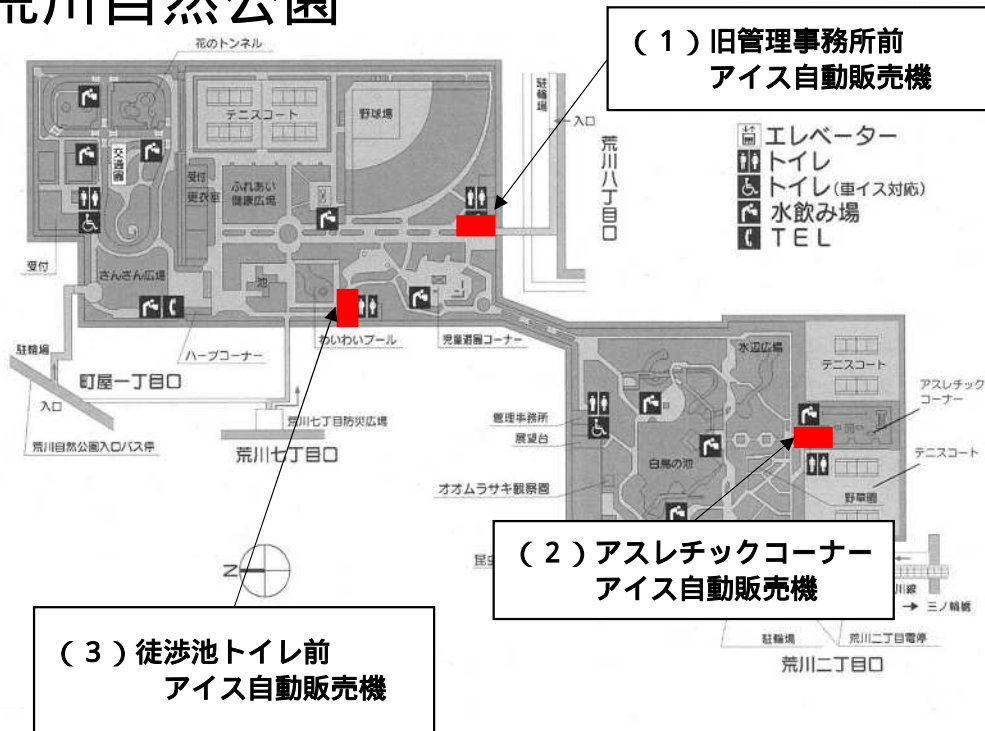 荒川自然公園
（１）旧管理事務所前
アイス自動販売機
花のトンネル
テニスコート
野球場
駐輪場
入口
荒川八丁目口
エレベーター
トイレ
トイレ(車イス対応)
水飲み場
ＴＥＬ
交通園
受付
更衣室
ふれあい
健康広場
受付
さんさん広場
池
わいわいプール
児童遊園コーナー
ハーブコーナー
駐輪場
町屋一丁目口
入口
荒川自然公園入口バス停
荒川七丁目防災広場
荒川七丁目口
水辺広場
テニスコート
アスレチック
コーナー
管理事務所
展望台
白鳥の池
テニスコート
オオムラサキ観察園
野草園
N
（２）アスレチックコーナー
アイス自動販売機
川線
三ノ輪橋
駐輪場
荒川二丁目電停
荒川二丁目口
（３）徒渉池トイレ前
アイス自動販売機